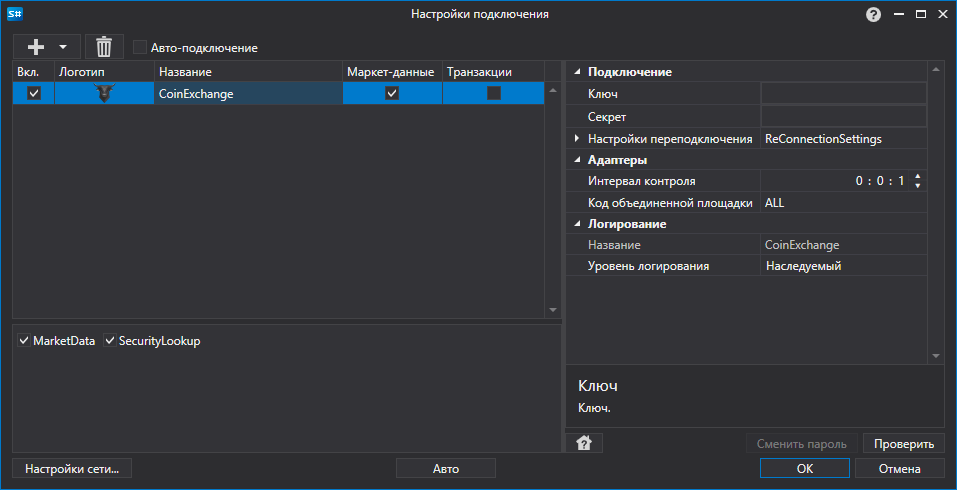 S# Настройки подключения ?
Авто-подключение
Вкл. Логотип Название Маркет-данные Транзакции
CoinExchange
MarketData SecurityLookup
Подключение
Ключ
Секрет
Настройки переподключения ReConnectionSettings
Адаптеры
Интервал контроля 0 : 0 : 1
Код объединенной площадки ALL
Логирование
Название CoinExchange
Уровень логирования Наследуемый
Ключ
Ключ.
? Сменить пароль Проверить
Настройки сети... Авто OK Отмена